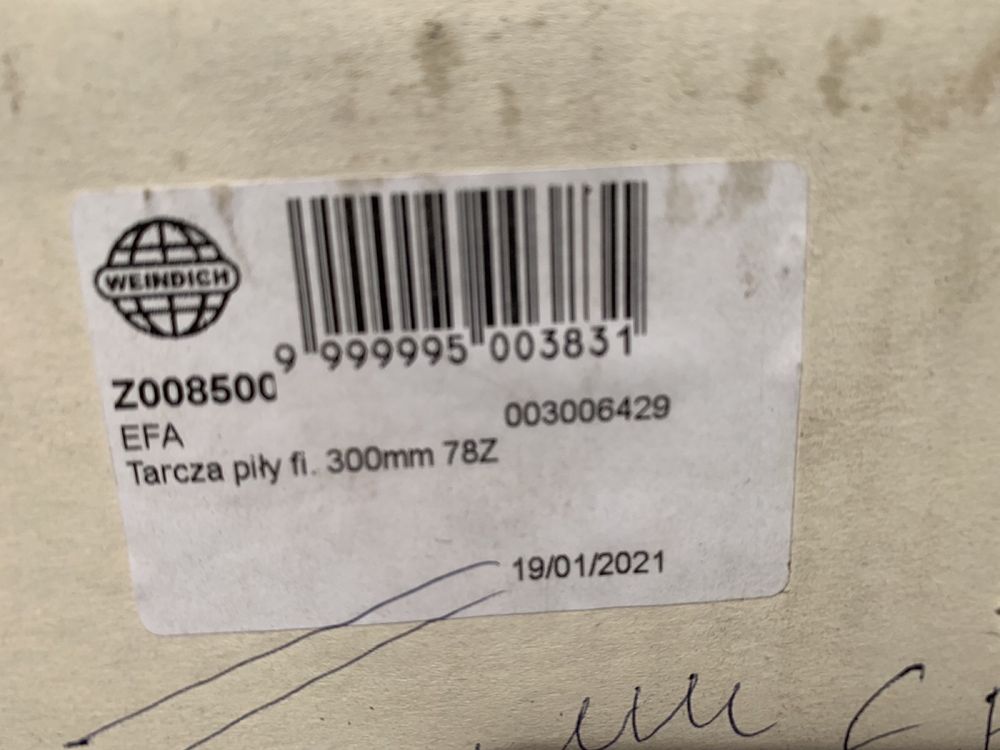 WEINDICH
9 999995 003831
Z008500
003006429
EFA
Tarcza piły fi. 300mm 78Z
19/01/2021